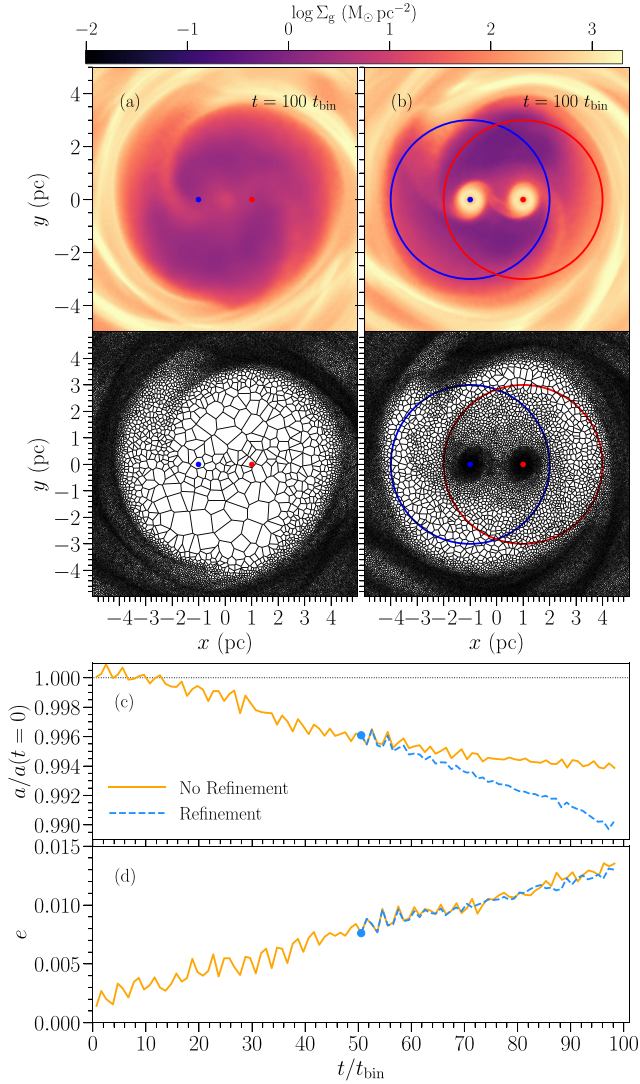 log Σg (M⊙ pc−2)
−2 −1 0 1 2 3
(a) t = 100 tbin
(b) t = 100 tbin
y (pc)
4
2
0
−2
−4
y (pc)
4
3
2
1
0
−1
−2
−3
−4
−4 −3 −2 −1 0 1 2 3 4
−4 −3 −2 −1 0 1 2 3 4
x (pc)
x (pc)
a/a(t = 0)
1.000
0.998
0.996
0.994
0.992
0.990
(c)
No Refinement
Refinement
e
0.015
0.010
0.005
0.000
(d)
0 10 20 30 40 50 60 70 80 90 100
t/tbin